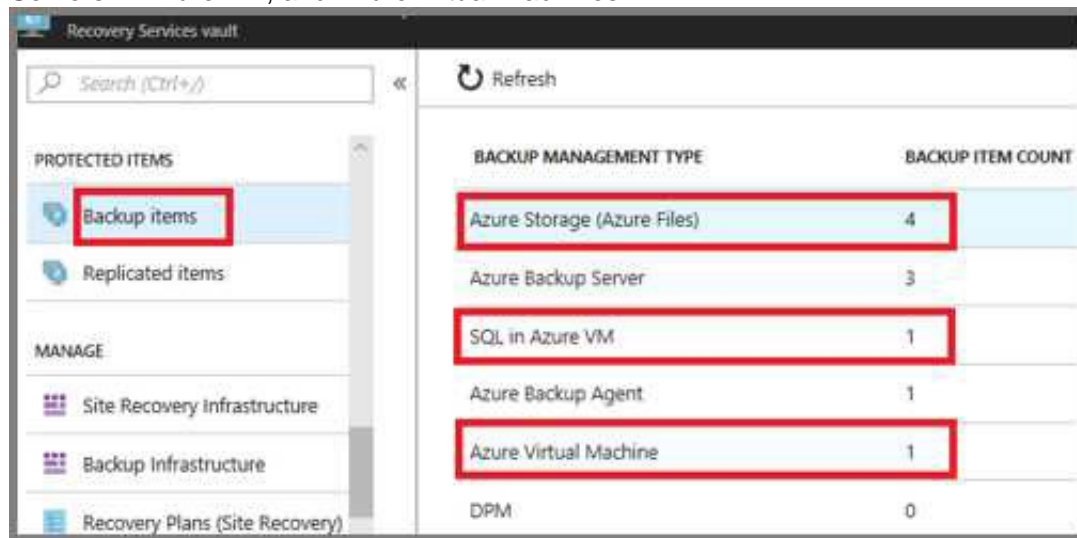 Recovery Services vault
Search (Ctrl+/)
«
Refresh
PROTECTED ITEMS
Backup items
Replicated items
MANAGE
Site Recovery Infrastructure
Backup Infrastructure
Recovery Plans (Site Recovery)
BACKUP MANAGEMENT TYPE BACKUP ITEM COUNT
Azure Storage (Azure Files) 4
Azure Backup Server 3
SQL in Azure VM 1
Azure Backup Agent 1
Azure Virtual Machine 1
DPM 0